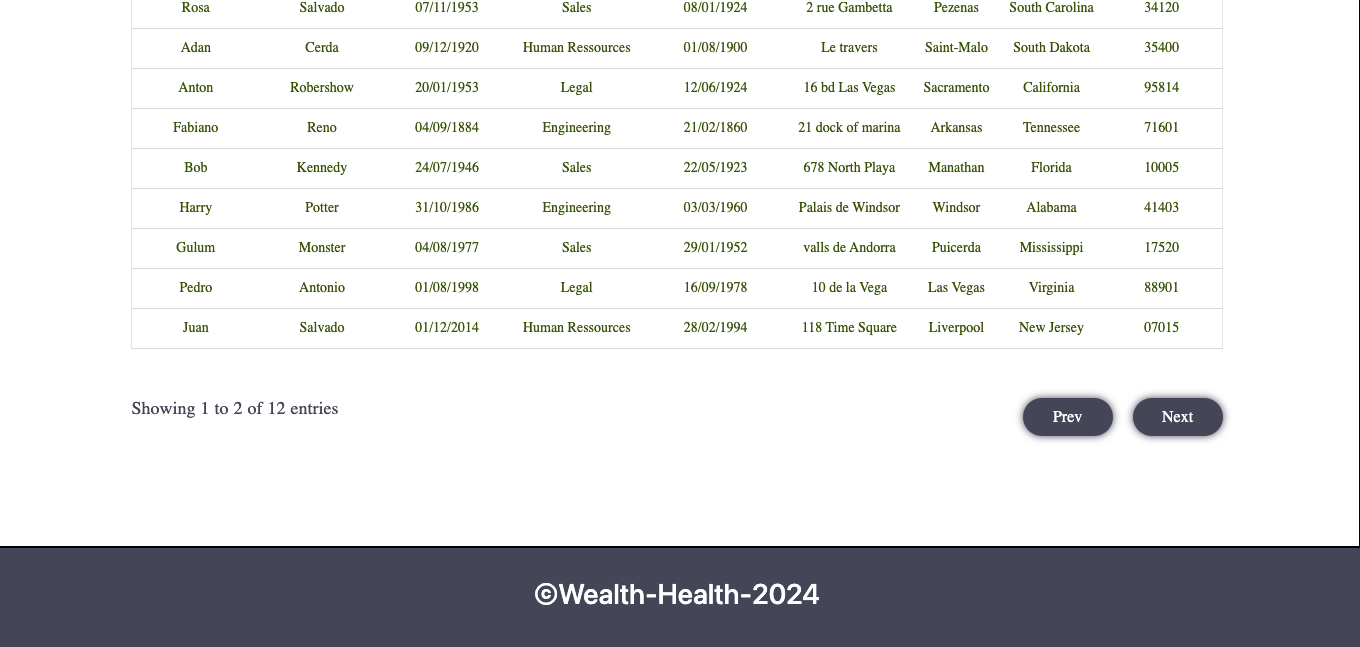 Rosa Salvado 07/11/1953 Sales 08/01/1924 2 rue Gambetta Pezenas South Carolina 34120
Adan Cerda 09/12/1920 Human Ressources 01/08/1900 Le travers Saint-Malo South Dakota 35400
Anton Robershow 20/01/1953 Legal 12/06/1924 16 bd Las Vegas Sacramento California 95814
Fabiano Reno 04/09/1884 Engineering 21/02/1860 21 dock of marina Arkansas Tennessee 71601
Bob Kennedy 24/07/1946 Sales 22/05/1923 678 North Playa Manathan Florida 10005
Harry Potter 31/10/1986 Engineering 03/03/1960 Palais de Windsor Windsor Alabama 41403
Gulum Monster 04/08/1977 Sales 29/01/1952 valls de Andorra Puicerda Mississippi 17520
Pedro Antonio 01/08/1998 Legal 16/09/1978 10 de la Vega Las Vegas Virginia 88901
Juan Salvado 01/12/2014 Human Ressources 28/02/1994 118 Time Square Liverpool New Jersey 07015
Showing 1 to 2 of 12 entries
Prev Next
©Wealth-Health-2024